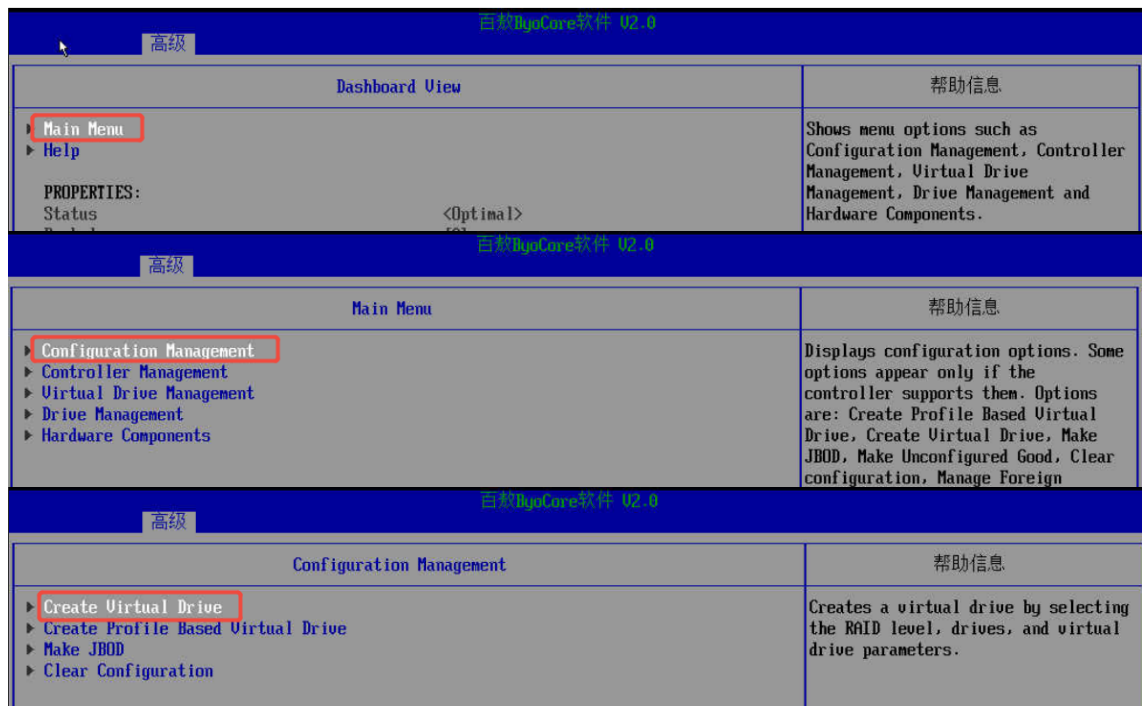 百敖ByoCore软件 V2.0
高级
Dashboard View
帮助信息
Main Menu
Help
PROPERTIES:
Status <Optimal>
Shows menu options such as
Configuration Management, Controller
Management, Virtual Drive
Management, Drive Management and
Hardware Components.
百敖ByoCore软件 V2.0
高级
Main Menu
帮助信息
Configuration Management
Controller Management
Virtual Drive Management
Drive Management
Hardware Components
Displays configuration options. Some
options appear only if the
controller supports them. Options
are: Create Profile Based Virtual
Drive, Create Virtual Drive, Make
JBOD, Make Unconfigured Good, Clear
configuration, Manage Foreign
百敖ByoCore软件 V2.0
高级
Configuration Management
帮助信息
Create Virtual Drive
Create Profile Based Virtual Drive
Make JBOD
Clear Configuration
Creates a virtual drive by selecting
the RAID level, drives, and virtual
drive parameters.